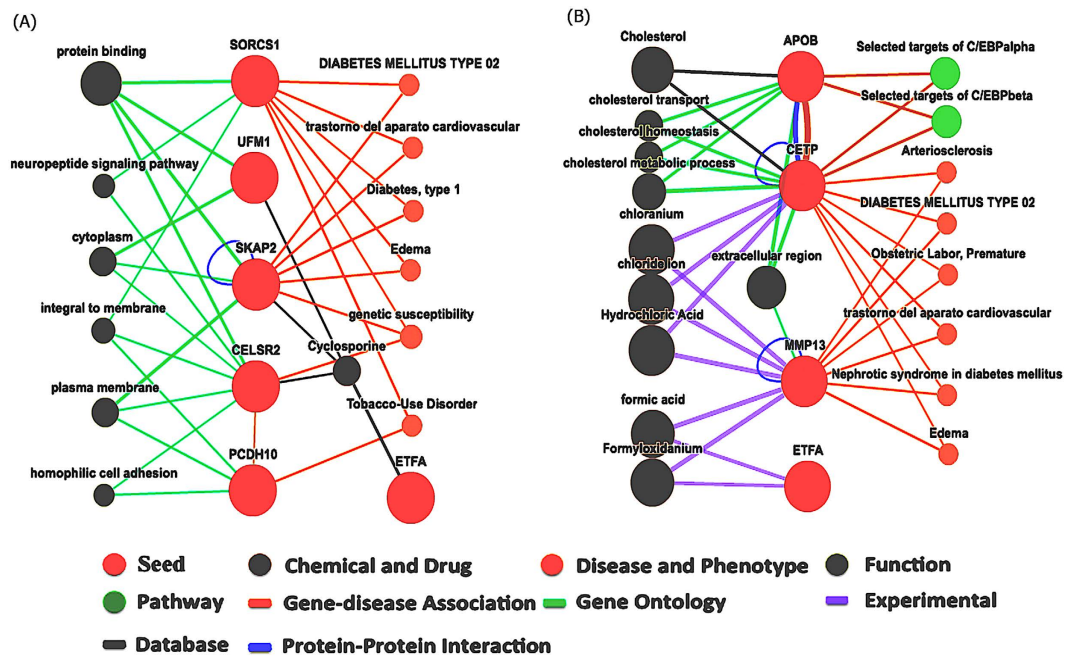 (A)
protein binding
SORCS1
DIABETES MELLITUS TYPE 02
trastorno del aparato cardiovascular
UFM1
neuropeptide signaling pathway
Diabetes, type 1
cytoplasm
SKAP2
Edema
integral to membrane
genetic susceptibility
Cyclosporine
CELSR2
plasma membrane
Tobacco-Use Disorder
PCDH10
ETFA
homophilic cell adhesion
(B)
Cholesterol
APOB
Selected targets of C/EBPalpha
cholesterol transport
Selected targets of C/EBPbeta
cholesterol homeostasis
CETP
Arteriosclerosis
cholesterol metabolic process
chloranium
DIABETES MELLITUS TYPE 02
chloride Ion
extracellular region
Obstetric Labor, Premature
Hydrochloric Acid
trastorno del aparato cardiovascular
MMP13
Nephrotic syndrome in diabetes mellitus
formic acid
Formyloxidanium
ETFA
Edema
Seed
Chemical and Drug
Disease and Phenotype
Function
Pathway
Gene-disease Association
Gene Ontology
Experimental
Database
Protein-Protein Interaction